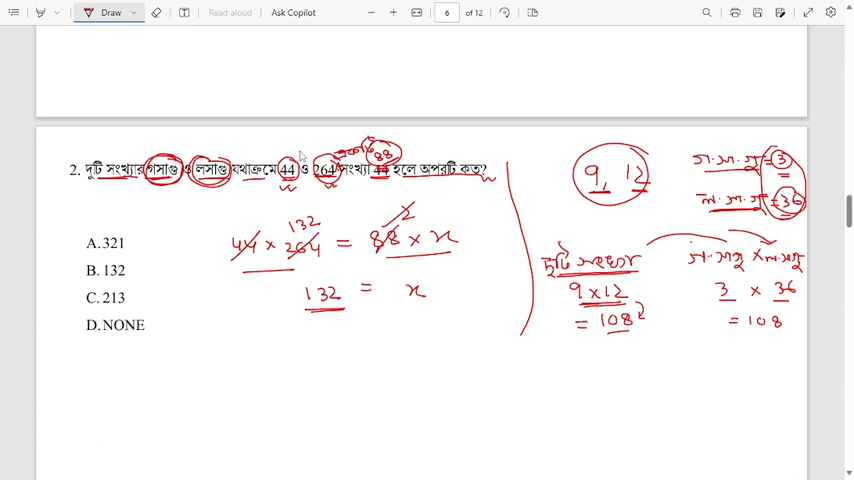 Draw
Read aloud
Ask Copilot
6 of 12
একটি 88
2. দুটি সংখ্যার গসাগু ও লসাগু যথাক্রমে 44 ও 264 সংখ্যা 44 হলে অপরটি কত?
132 2
44 × 264 = 88 × x
132 = x
A. 321
B. 132
C. 213
D. NONE
9, 12
গ.সা.গু = 3
ল.সা.গু = 36
দুটি সংখ্যার গ.সাগু × ল.সাগু
9 × 12 3 × 36
= 108 = 108